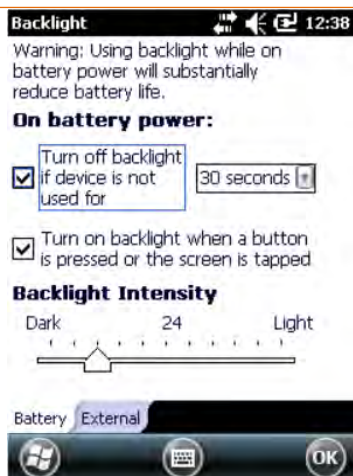 Backlight 12:38
Warning: Using backlight while on
battery power will substantially
reduce battery life.
On battery power:
Turn off backlight
if device is not
used for
30 seconds
Turn on backlight when a button
is pressed or the screen is tapped
Backlight Intensity
Dark 24 Light
Battery External
OK